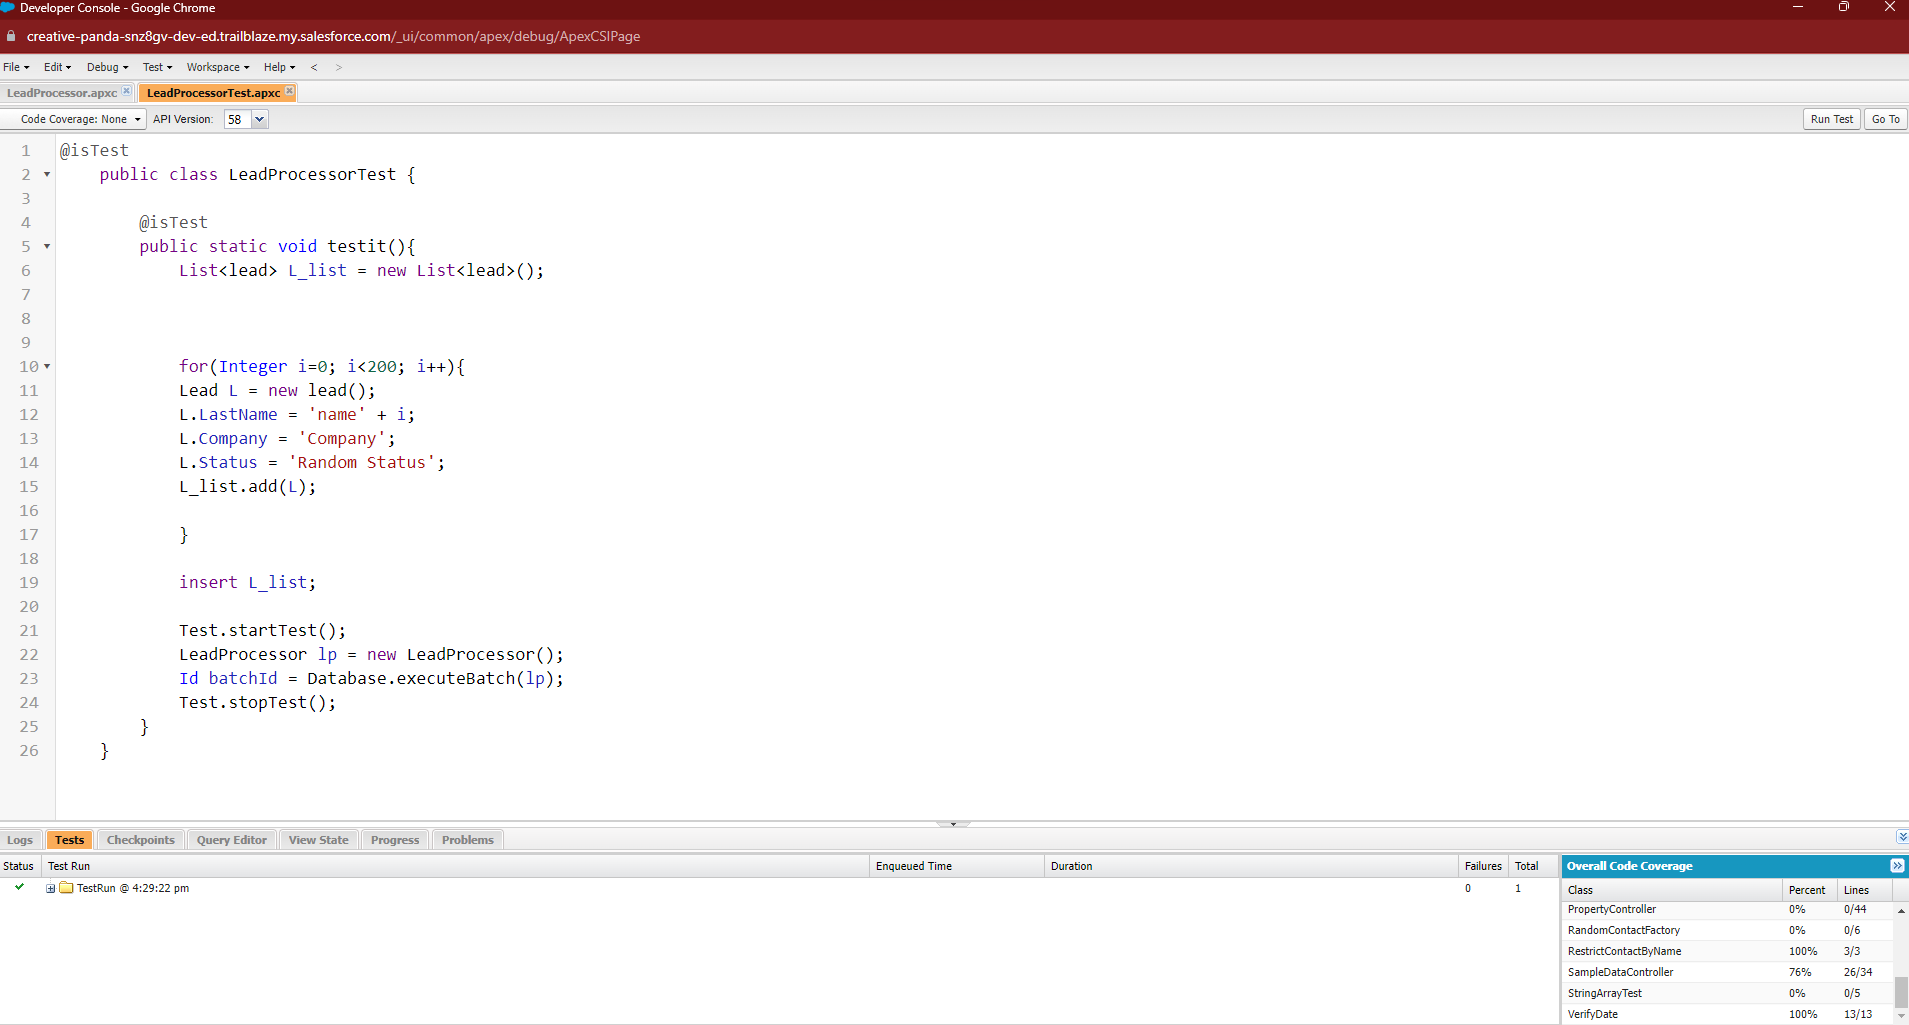 Developer Console - Google Chrome
creative-panda-snz8gv-dev-ed.trailblaze.my.salesforce.com/_ui/common/apex/debug/ApexCSIPage
File Edit Debug Test Workspace Help < >
LeadProcessor.apxc LeadProcessorTest.apxc
Code Coverage: None API Version: 58 Run Test Go To
1 @isTest
2 public class LeadProcessorTest {
3
4 @isTest
5 public static void testit(){
6 List<lead> L_list = new List<lead>();
7
8
9
10 for(Integer i=0; i<200; i++){
11 Lead L = new lead();
12 L.LastName = 'name' + i;
13 L.Company = 'Company';
14 L.Status = 'Random Status';
15 L_list.add(L);
16
17 }
18
19 insert L_list;
20
21 Test.startTest();
22 LeadProcessor lp = new LeadProcessor();
23 Id batchId = Database.executeBatch(lp);
24 Test.stopTest();
25 }
26 }
Logs Tests Checkpoints Query Editor View State Progress Problems
Status Test Run Enqueued Time Duration Failures Total
TestRun @ 4:29:22 pm 0 1
Overall Code Coverage
Class Percent Lines
PropertyController 0% 0/44
RandomContactFactory 0% 0/6
RestrictContactByName 100% 3/3
SampleDataController 76% 26/34
StringArrayTest 0% 0/5
VerifyDate 100% 13/13